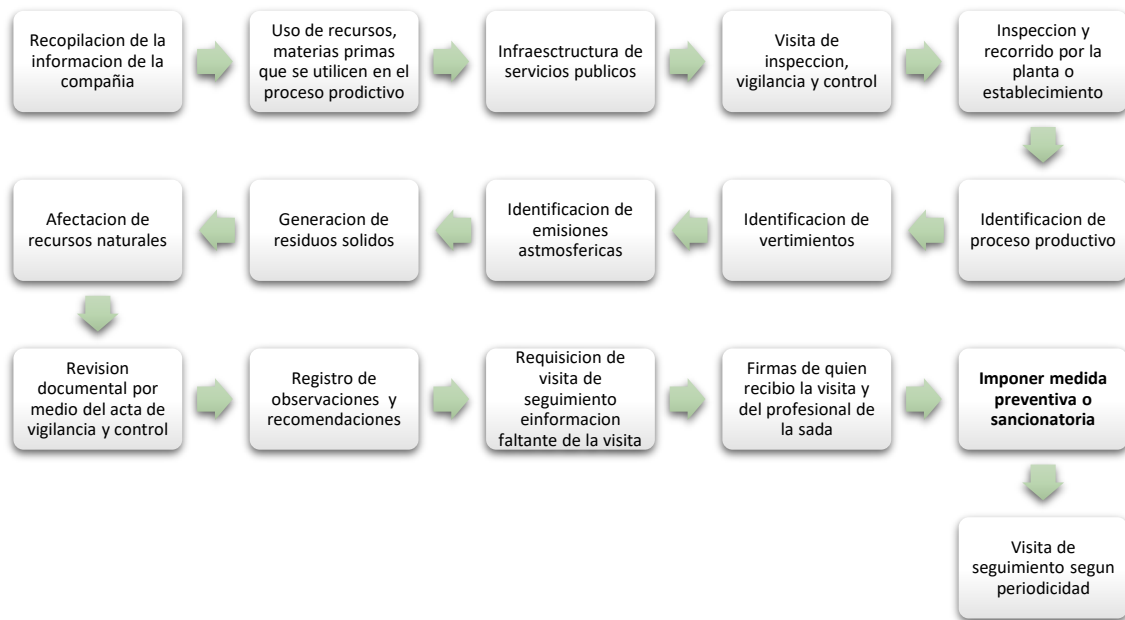 Recopilacion de la
informacion de la
compañia
Uso de recursos,
materias primas
que se utilicen en el
proceso prodictivo
Infraesctructura de
servicios publicos
Visita de
inspeccion,
vigilancia y control
Inspeccion y
recorrido por la
planta o
establecimiento
Identificacion de
proceso productivo
Identificacion de
vertimientos
Identificacion de
emisiones
astmosfericas
Generacion de
residuos solidos
Afectacion de
recursos naturales
Revision
documental por
medio del acta de
vigilancia y control
Registro de
observaciones y
recomendaciones
Requisicion de
visita de
seguimiento
einformacion
faltante de la visita
Firmas de quien
recibio la visita y
del profesional de
la sada
Imponer medida
preventiva o
sancionatoria
Visita de
seguimiento segun
periodicidad